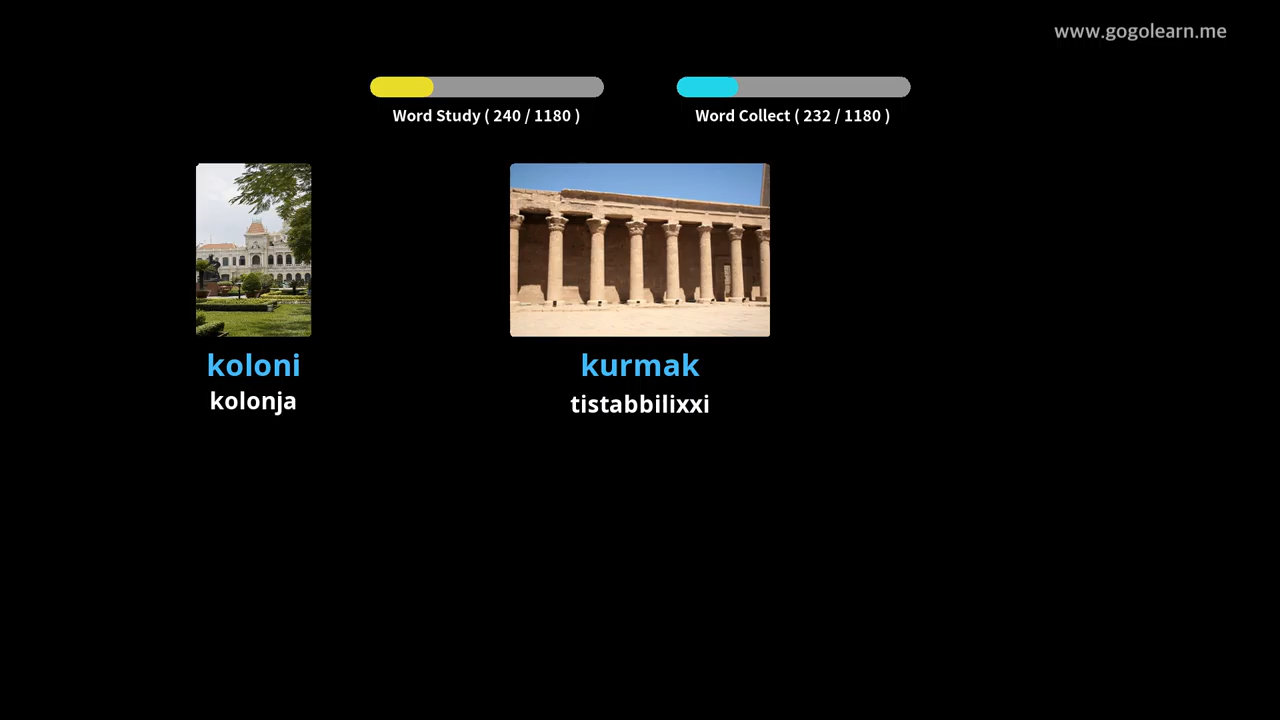 www.gogolearn.me
Word Study ( 240 / 1180 )
Word Collect ( 232 / 1180 )
koloni
kolonja
kurmak
tistabbilixxi